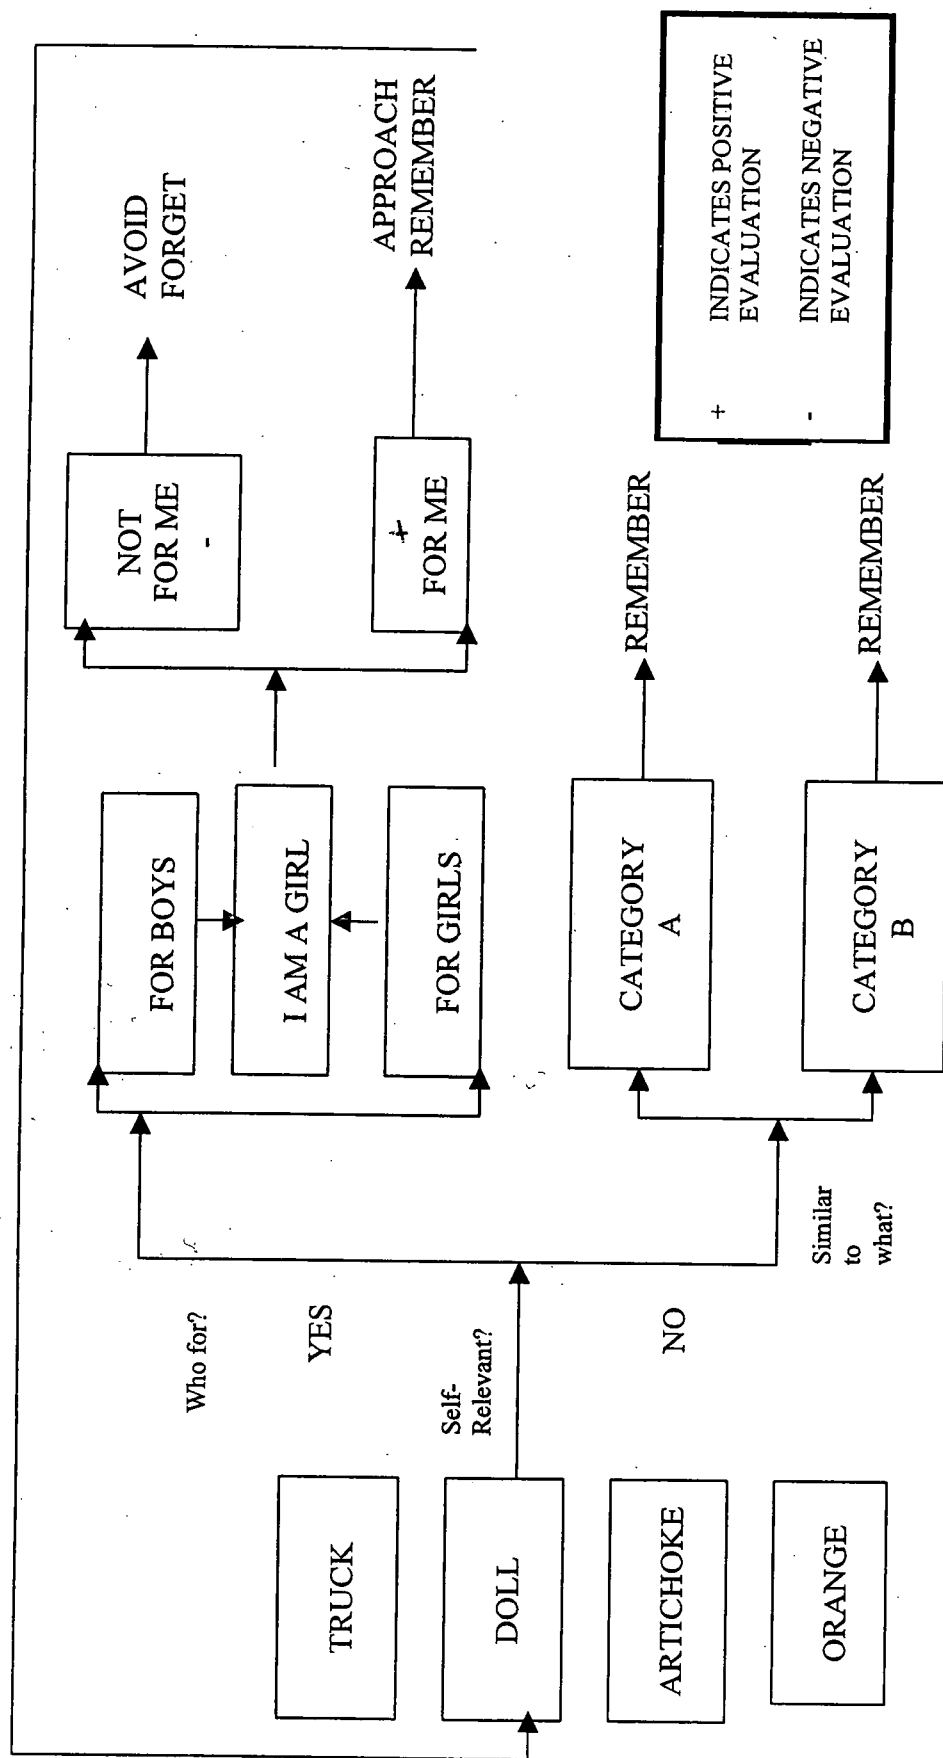 TRUCK
DOLL
ARTICHOKE
ORANGE
Who for?
YES
Self-
Relevant?
NO
Similar
to
what?
FOR BOYS
I AM A GIRL
FOR GIRLS
CATEGORY
A
CATEGORY
B
NOT
FOR ME
-
+
FOR ME
AVOID
FORGET
APPROACH
REMEMBER
REMEMBER
REMEMBER
+ INDICATES POSITIVE
EVALUATION
- INDICATES NEGATIVE
EVALUATION